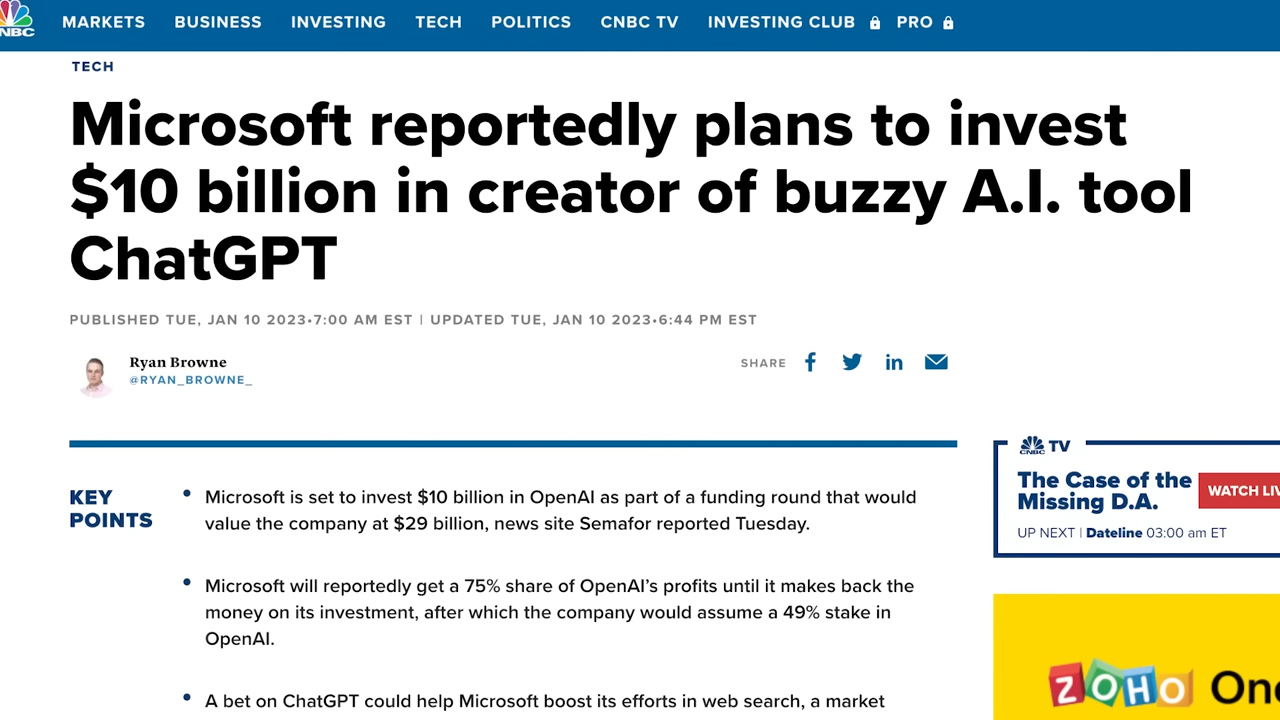 NBC
MARKETS BUSINESS INVESTING TECH POLITICS CNBC TV INVESTING CLUB PRO
TECH
Microsoft reportedly plans to invest
$10 billion in creator of buzzy A.I. tool
ChatGPT
PUBLISHED TUE, JAN 10 2023•7:00 AM EST | UPDATED TUE, JAN 10 2023•6:44 PM EST
Ryan Browne
@RYAN_BROWNE_
SHARE
KEY
POINTS
• Microsoft is set to invest $10 billion in OpenAI as part of a funding round that would
value the company at $29 billion, news site Semafor reported Tuesday.
• Microsoft will reportedly get a 75% share of OpenAI’s profits until it makes back the
money on its investment, after which the company would assume a 49% stake in
OpenAI.
• A bet on ChatGPT could help Microsoft boost its efforts in web search, a market
CNBC TV
The Case of the
Missing D.A.
WATCH LIV
UP NEXT | Dateline 03:00 am ET
ZOHO One